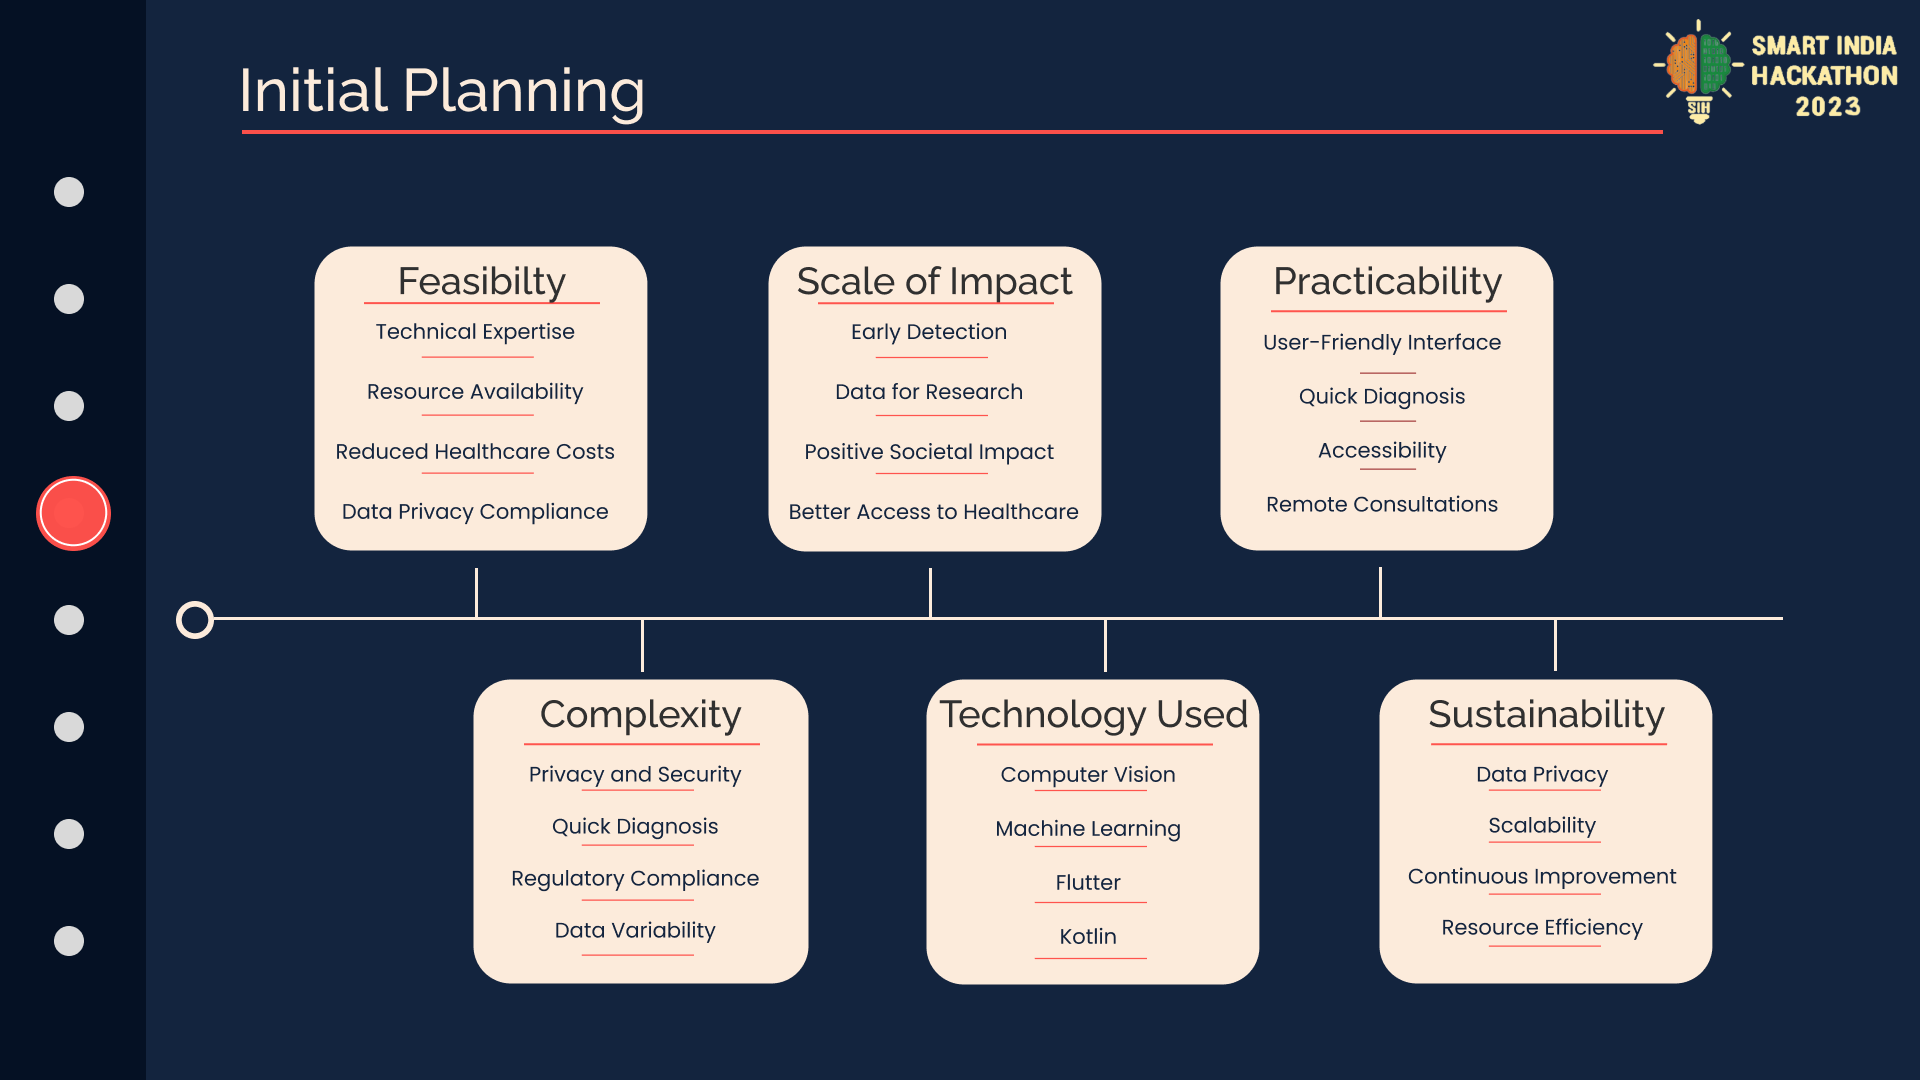 Initial Planning
SMART INDIA
HACKATHON
2023
SIH
Feasibilty
Technical Expertise
Resource Availability
Reduced Healthcare Costs
Data Privacy Compliance
Scale of Impact
Early Detection
Data for Research
Positive Societal Impact
Better Access to Healthcare
Practicability
User-Friendly Interface
Quick Diagnosis
Accessibility
Remote Consultations
Complexity
Privacy and Security
Quick Diagnosis
Regulatory Compliance
Data Variability
Technology Used
Computer Vision
Machine Learning
Flutter
Kotlin
Sustainability
Data Privacy
Scalability
Continuous Improvement
Resource Efficiency